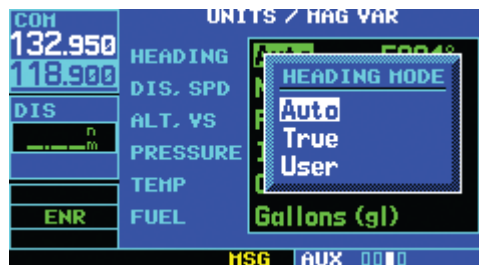 COM
132.950
118.900
DIS
n
m
ENR
UNITS / MAG VAR
HEADING
DIS, SPD
ALT, VS
PRESSURE
TEMP
FUEL
HEADING MODE
Auto
True
User
Gallons (gl)
MSG
AUX